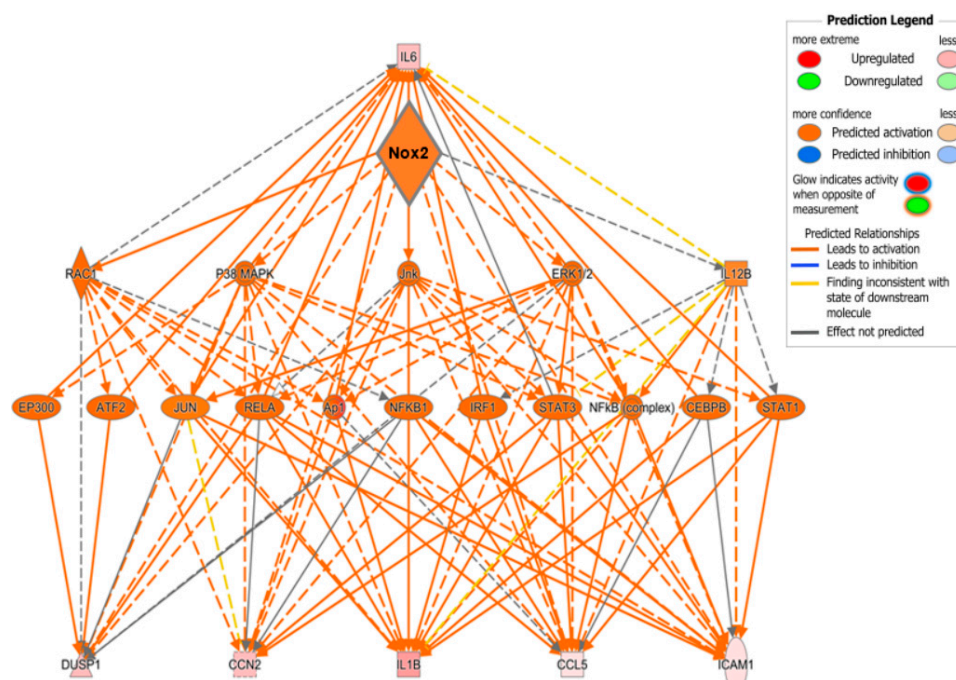 IL6
Nox2
RAC1 P38 MAPK Jnk ERK1/2 IL12B
EP300 ATF2 JUN RELA Ap1 NFKB1 IRF1 STAT3 NFkB (complex) CEBPB STAT1
DUSP1 CCN2 IL1B CCL5 ICAM1
Prediction Legend
more extreme less
Upregulated
Downregulated
more confidence less
Predicted activation
Predicted inhibition
Glow indicates activity
when opposite of
measurement
Predicted Relationships
Leads to activation
Leads to inhibition
Finding inconsistent with
state of downstream
molecule
Effect not predicted